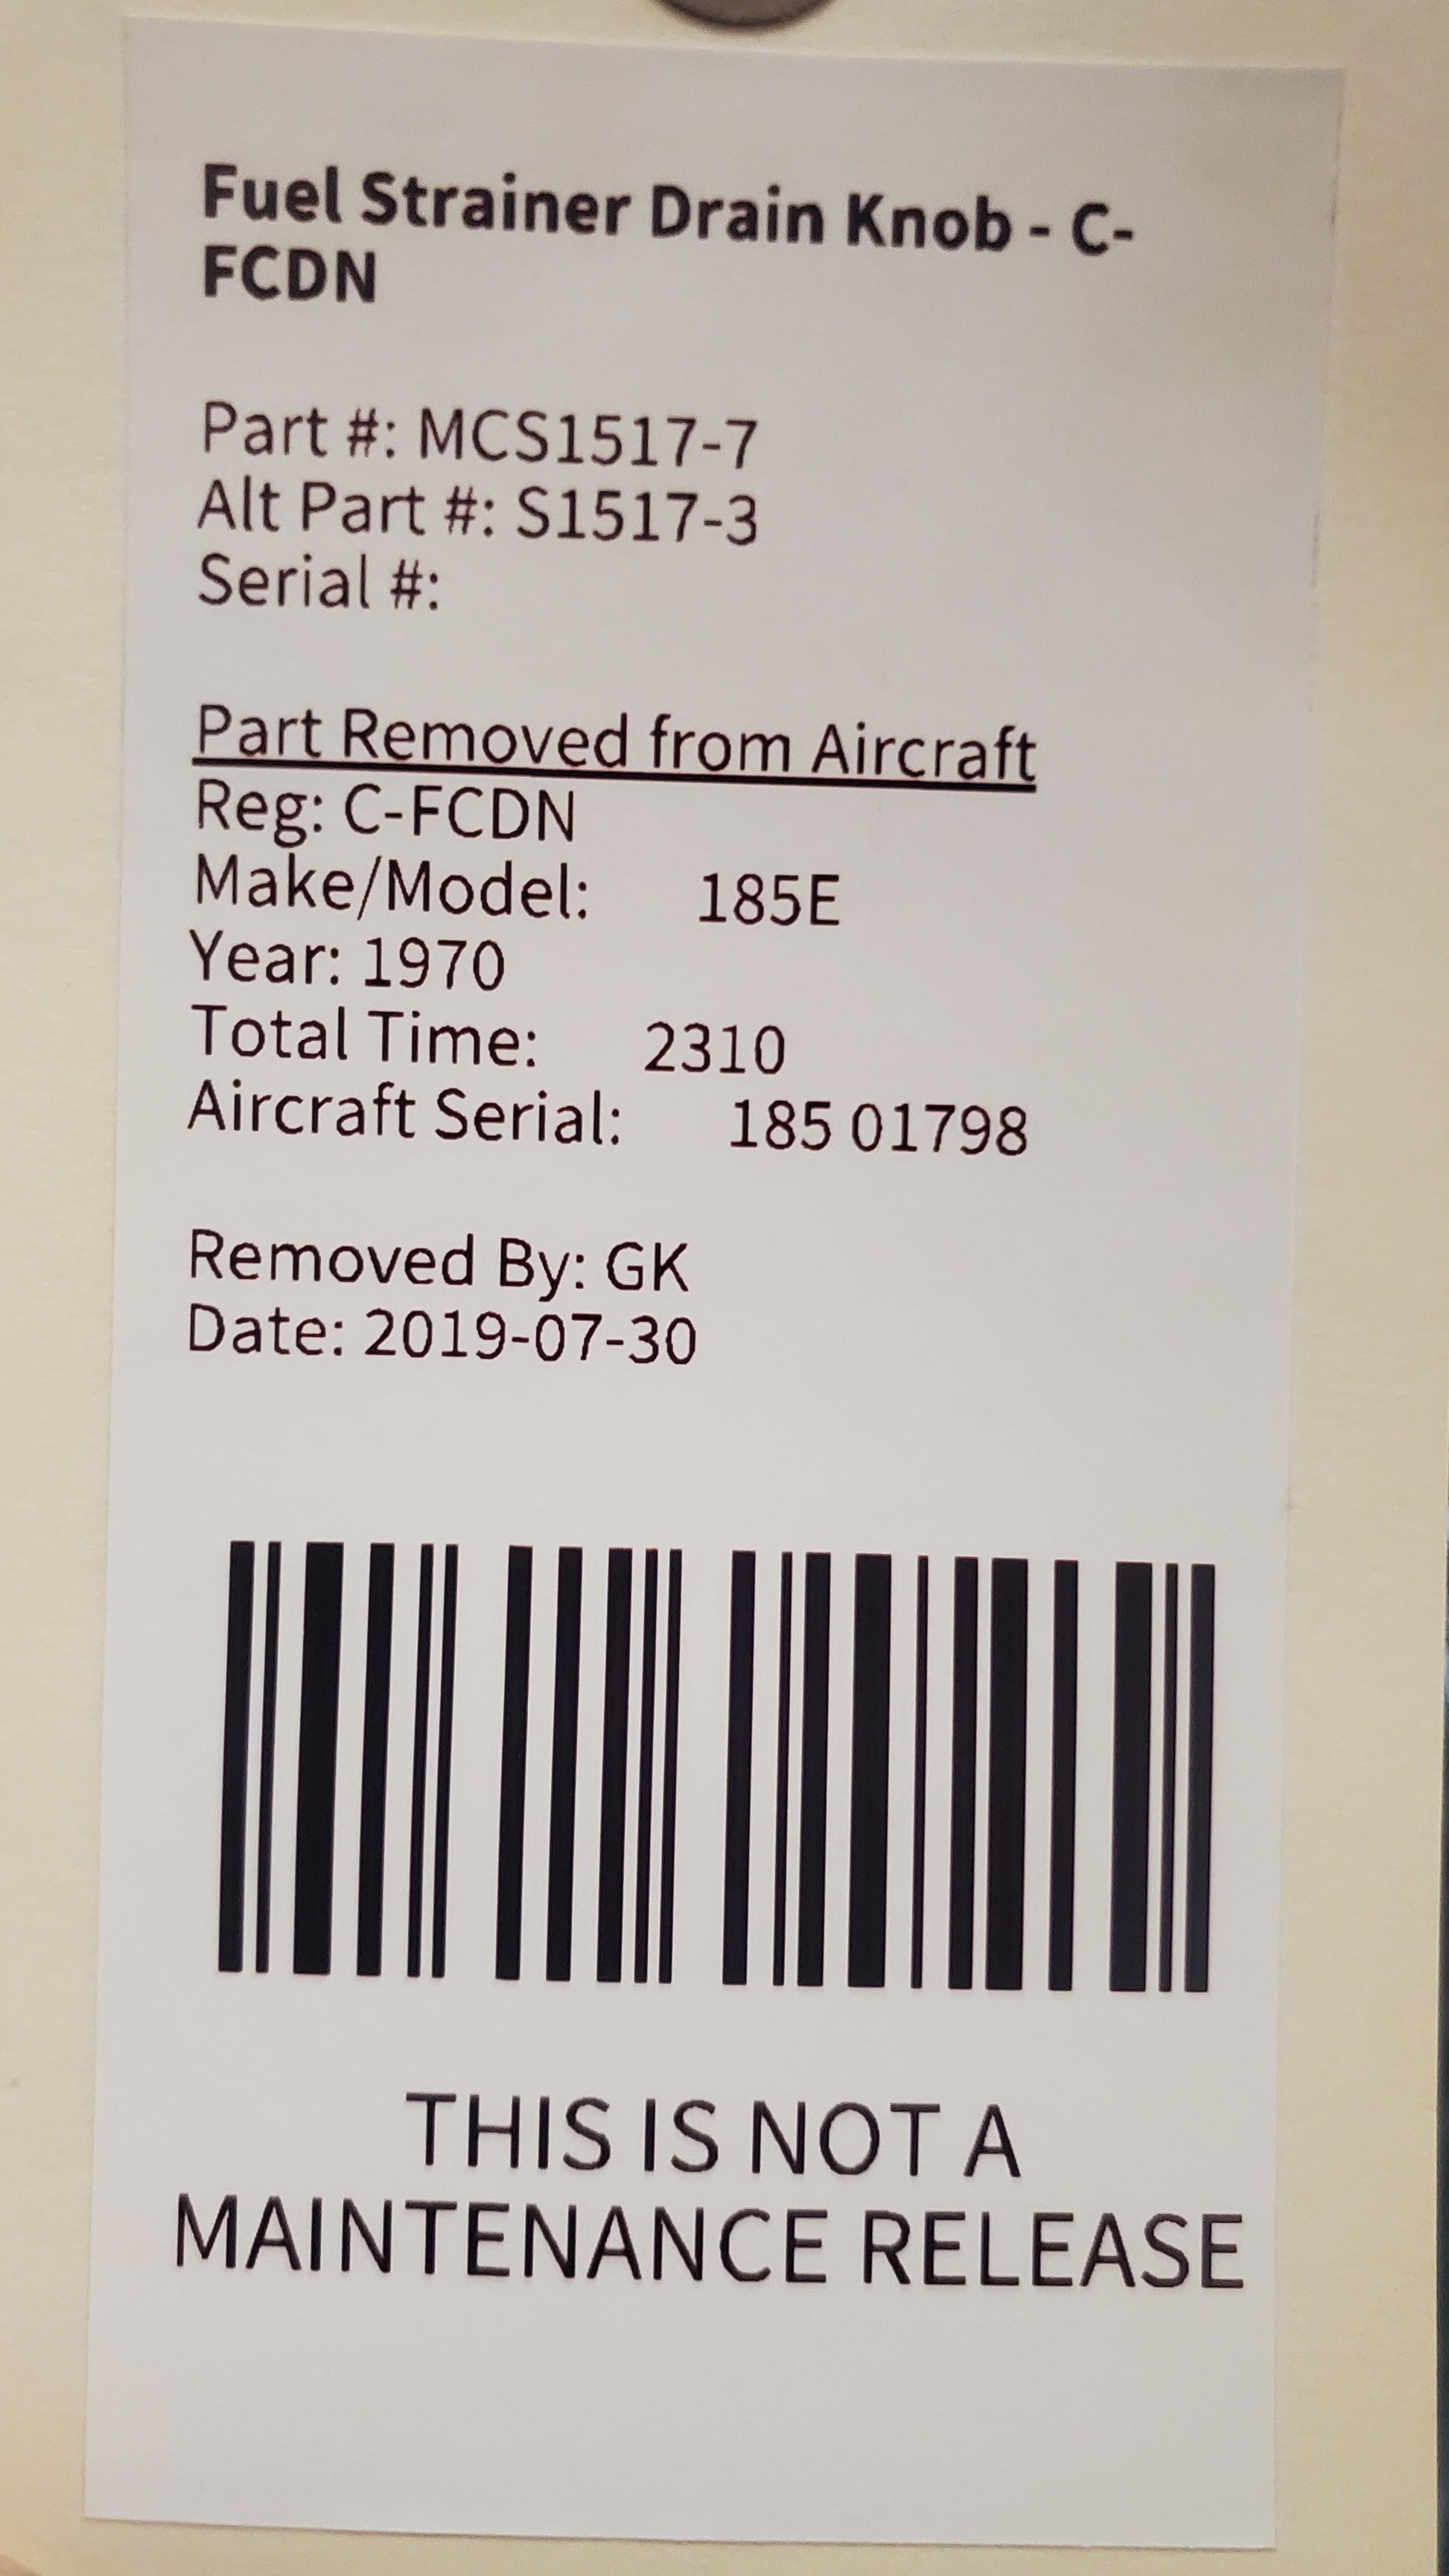 Fuel Strainer Drain Knob - C-
FCDN
Part #: MCS1517-7
Alt Part #: S1517-3
Serial #:
Part Removed from Aircraft
Reg: C-FCDN
Make/Model: 185E
Year: 1970
Total Time: 2310
Aircraft Serial: 185 01798
Removed By: GK
Date: 2019-07-30
THIS IS NOT A
MAINTENANCE RELEASE